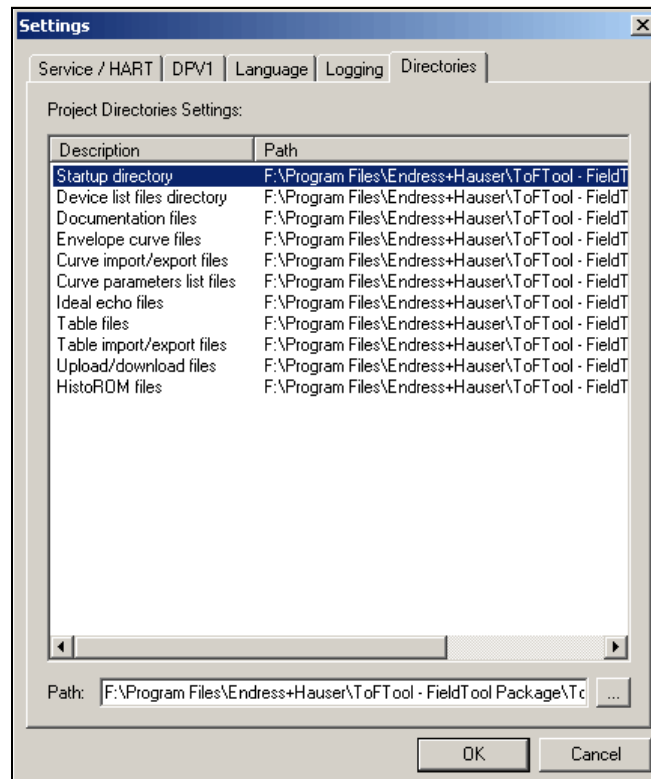 Settings
Service / HART DPV1 Language Logging Directories
Project Directories Settings:
Description Path
Startup directory F:\Program Files\Endress+Hauser\ToFTool - FieldT
Device list files directory F:\Program Files\Endress+Hauser\ToFTool - FieldT
Documentation files F:\Program Files\Endress+Hauser\ToFTool - FieldT
Envelope curve files F:\Program Files\Endress+Hauser\ToFTool - FieldT
Curve import/export files F:\Program Files\Endress+Hauser\ToFTool - FieldT
Curve parameters list files F:\Program Files\Endress+Hauser\ToFTool - FieldT
Ideal echo files F:\Program Files\Endress+Hauser\ToFTool - FieldT
Table files F:\Program Files\Endress+Hauser\ToFTool - FieldT
Table import/export files F:\Program Files\Endress+Hauser\ToFTool - FieldT
Upload/download files F:\Program Files\Endress+Hauser\ToFTool - FieldT
HistoROM files F:\Program Files\Endress+Hauser\ToFTool - FieldT
Path: F:\Program Files\Endress+Hauser\ToFTool - FieldTool Package\Tc ...
OK Cancel